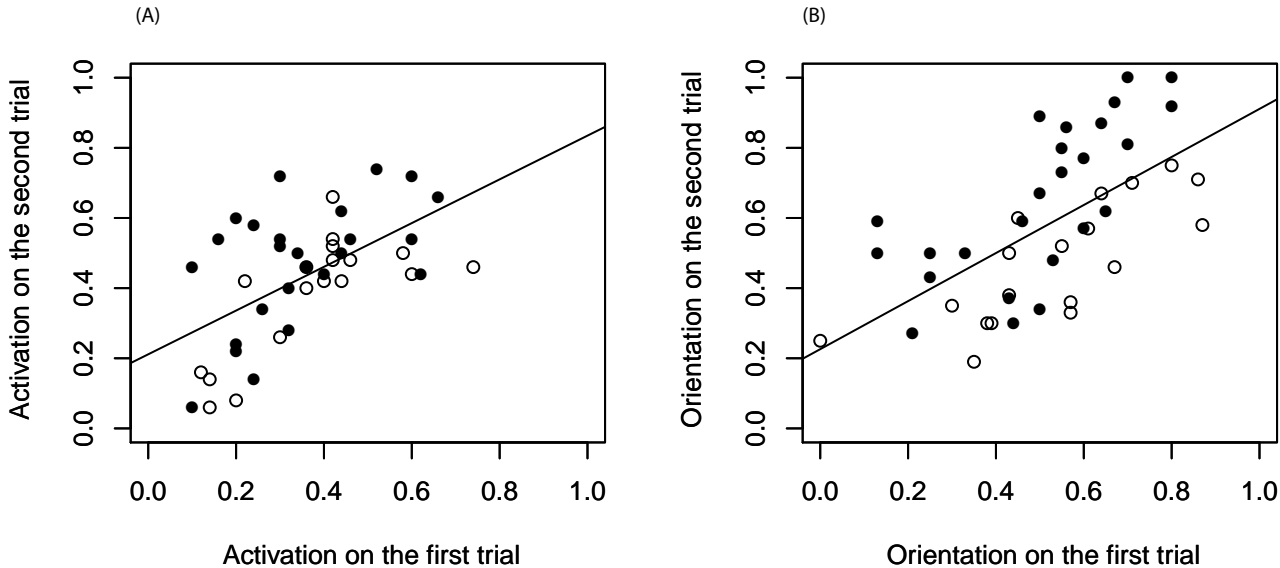 (A)
Activation on the second trial
1.0
0.8
0.6
0.4
0.2
0.0
0.0 0.2 0.4 0.6 0.8 1.0
Activation on the first trial
(B)
Orientation on the second trial
1.0
0.8
0.6
0.4
0.2
0.0
0.0 0.2 0.4 0.6 0.8 1.0
Orientation on the first trial